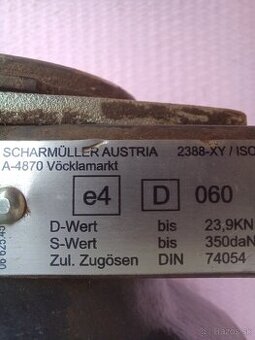 SCHARMÜLLER AUSTRIA 2388-XY / ISO
A-4870 Vöcklamarkt
e4 D 060
D-Wert bis 23,9KN
S-Wert bis 350daN
Zul. Zugösen DIN 74054